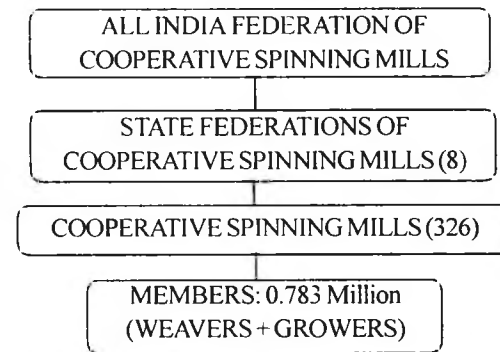 ALL INDIA FEDERATION OF
COOPERATIVE SPINNING MILLS
STATE FEDERATIONS OF
COOPERATIVE SPINNING MILLS (8)
COOPERATIVE SPINNING MILLS (326)
MEMBERS: 0.783 Million
(WEAVERS + GROWERS)